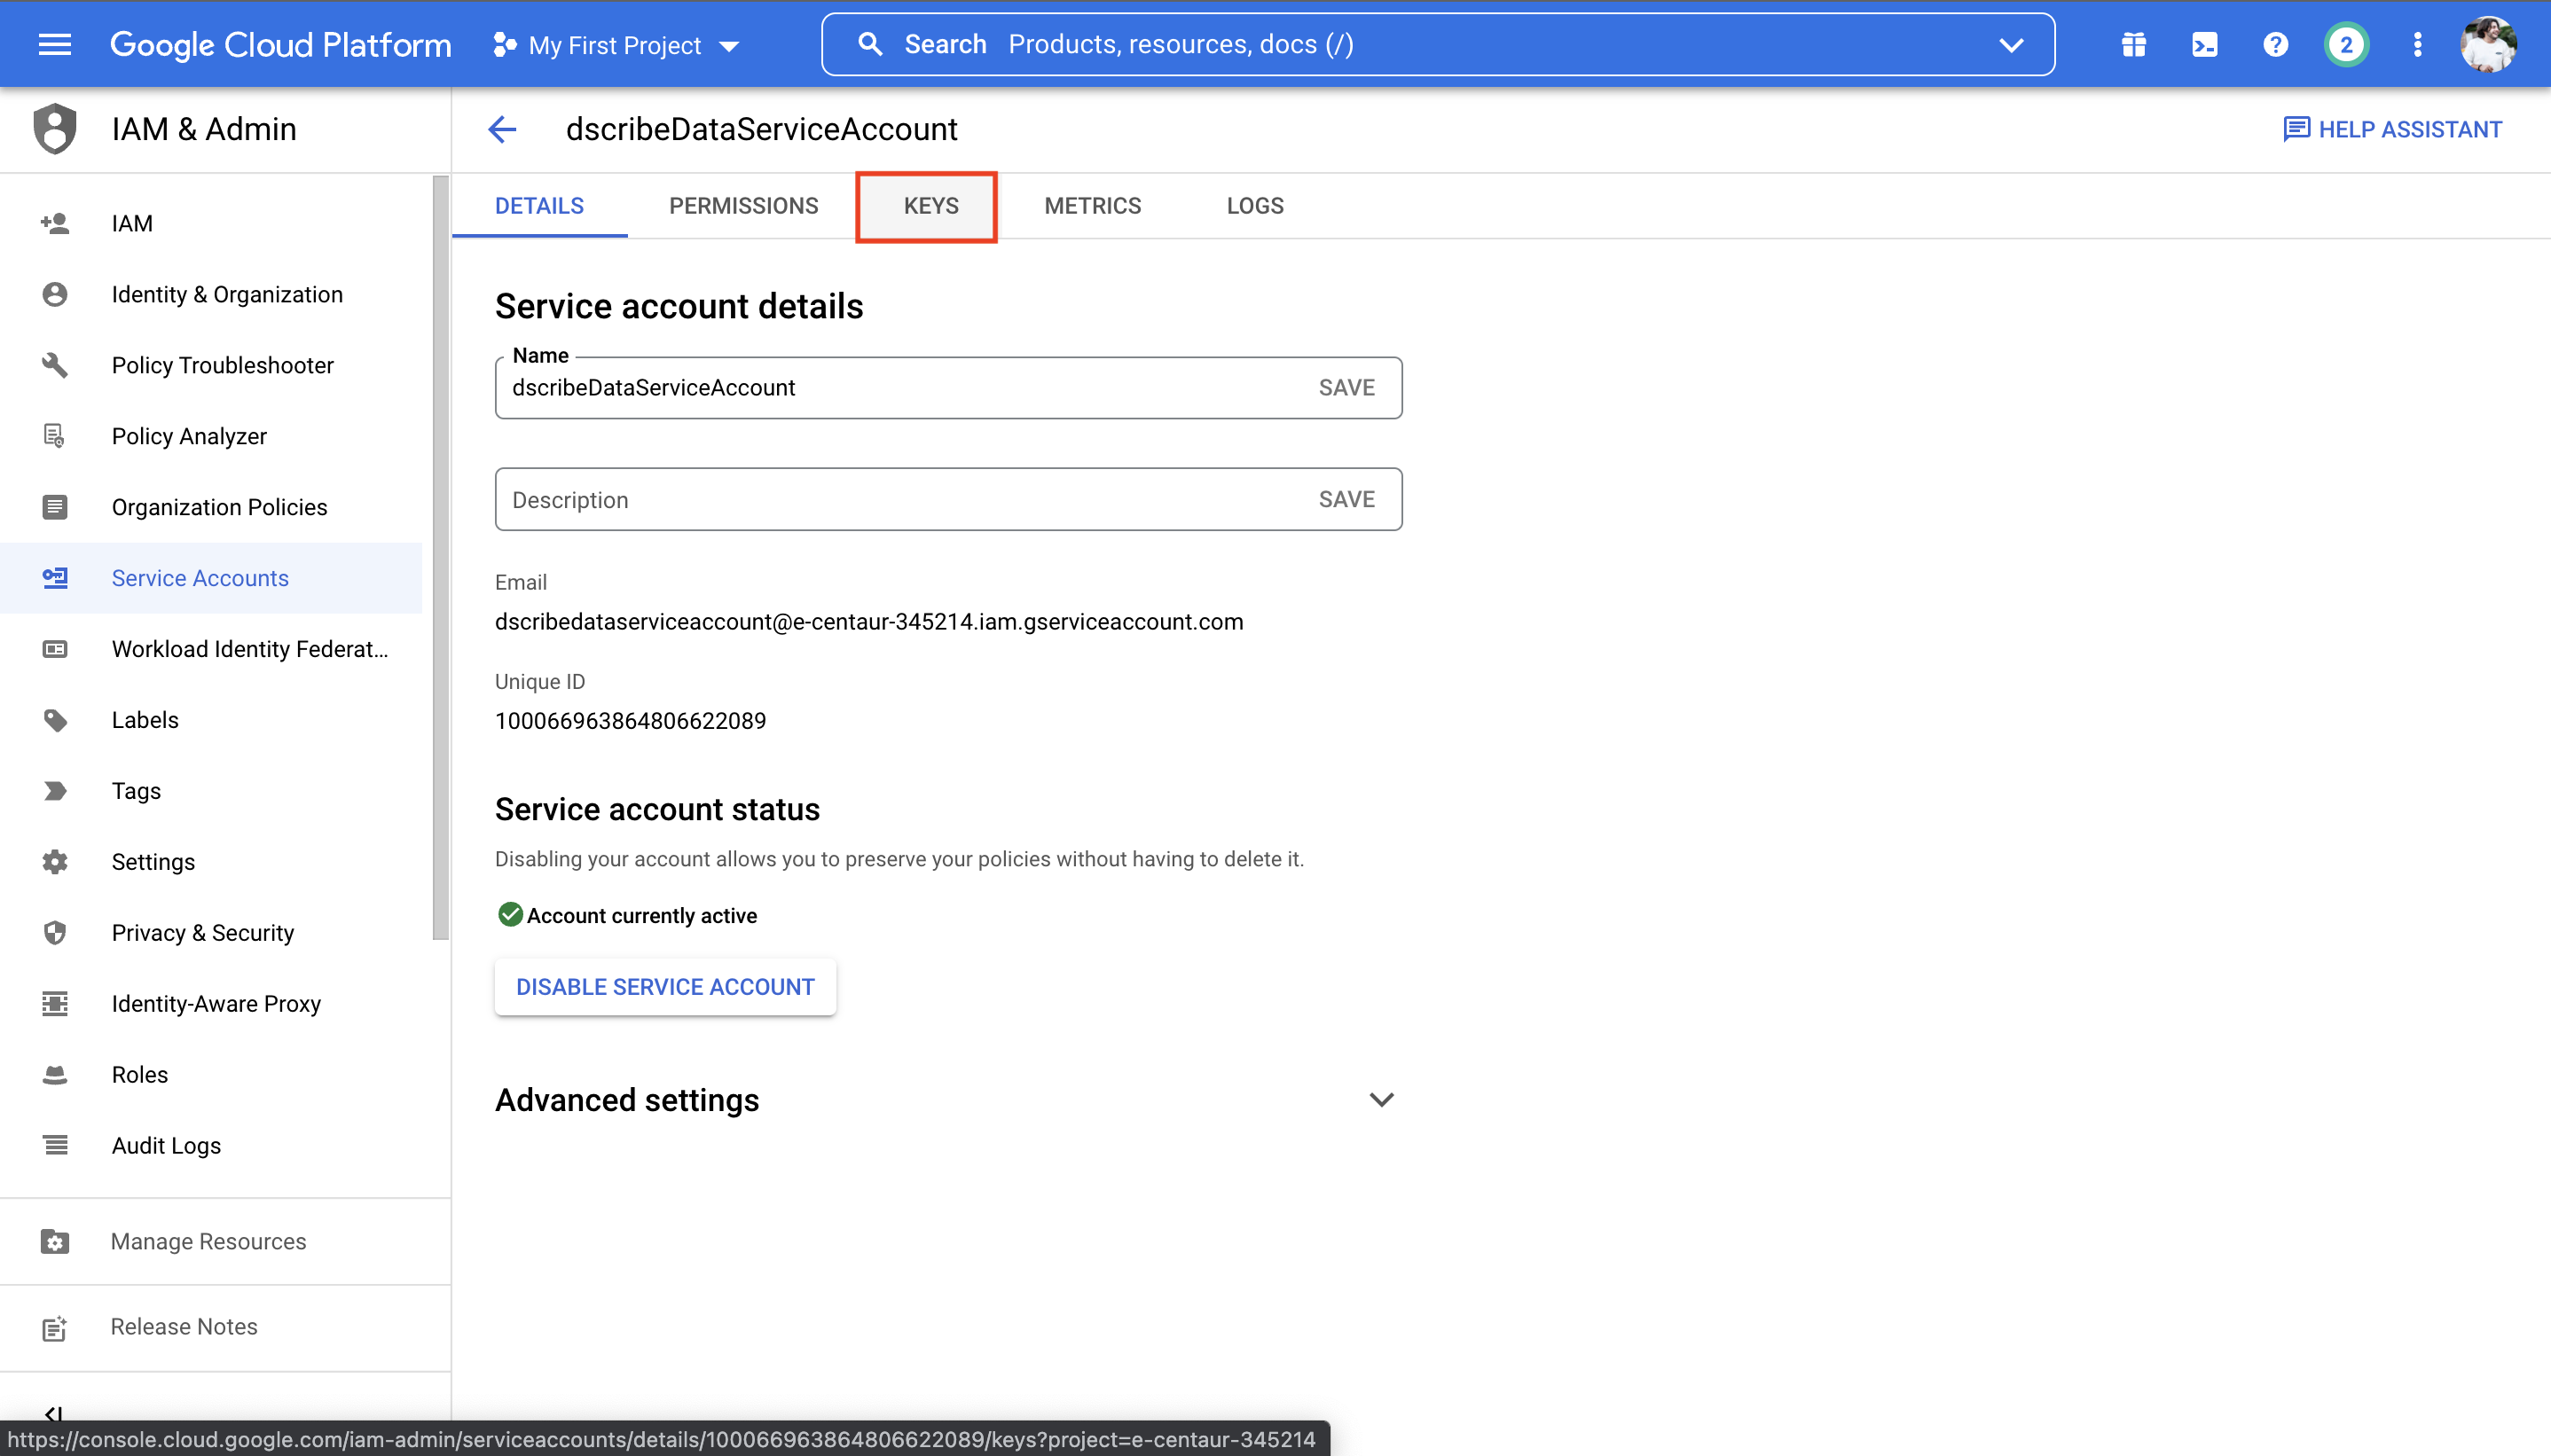 Google Cloud Platform
My First Project
Search Products, resources, docs (/)
2
IAM & Admin
dscribeDataServiceAccount
HELP ASSISTANT
DETAILS
PERMISSIONS
KEYS
METRICS
LOGS
IAM
Identity & Organization
Policy Troubleshooter
Policy Analyzer
Organization Policies
Service Accounts
Workload Identity Federat...
Labels
Tags
Settings
Privacy & Security
Identity-Aware Proxy
Roles
Audit Logs
Manage Resources
Release Notes
Service account details
Name
dscribeDataServiceAccount
SAVE
Description
SAVE
Email
dscribedataserviceaccount@e-centaur-345214.iam.gserviceaccount.com
Unique ID
100066963864806622089
Service account status
Disabling your account allows you to preserve your policies without having to delete it.
Account currently active
DISABLE SERVICE ACCOUNT
Advanced settings
https://console.cloud.google.com/iam-admin/serviceaccounts/details/100066963864806622089/keys?project=e-centaur-345214